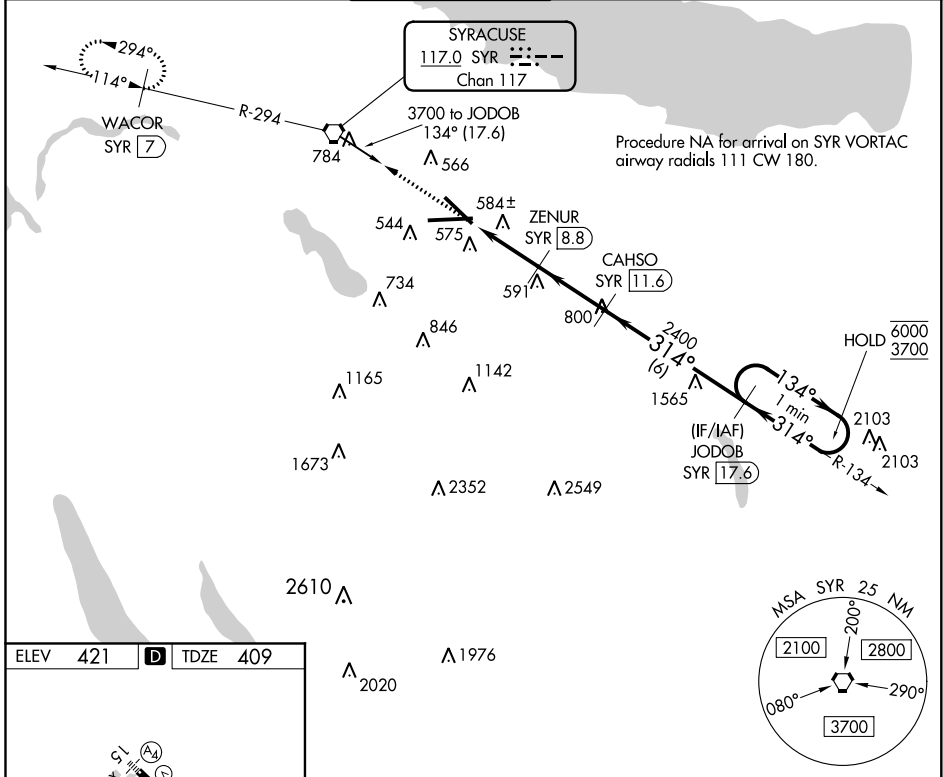 SYRACUSE
117.0 SYR
Chan 117
294°
114°
WACOR
SYR 7
R-294
3700 to JODOB
134° (17.6)
784
566
Procedure NA for arrival on SYR VORTAC
airway radials 111 CW 180.
584±
544
575
ZENUR
SYR 8.8
CAHSO
SYR 11.6
591
734
800
846
2400
314°
(6)
HOLD 6000
3700
1165
1142
1565
134°
1 min
314°
2103
2103
(IF/IAF)
JODOB
SYR 17.6
R-134
1673
2352
2549
2610
MSA SYR 25 NM
200°
2100
2800
080°
290°
3700
ELEV 421 D TDZE 409
1976
2020
15
A4
V